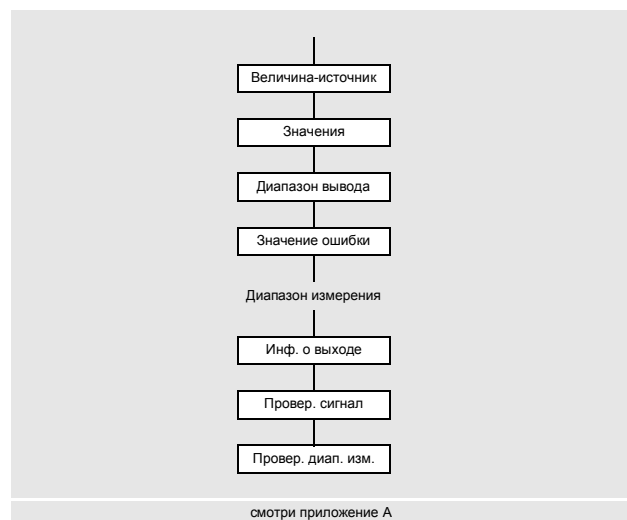 Величина-источник
Значения
Диапазон вывода
Значение ошибки
Диапазон измерения
Инф. о выходе
Провер. сигнал
Провер. диап. изм.
смотри приложение А